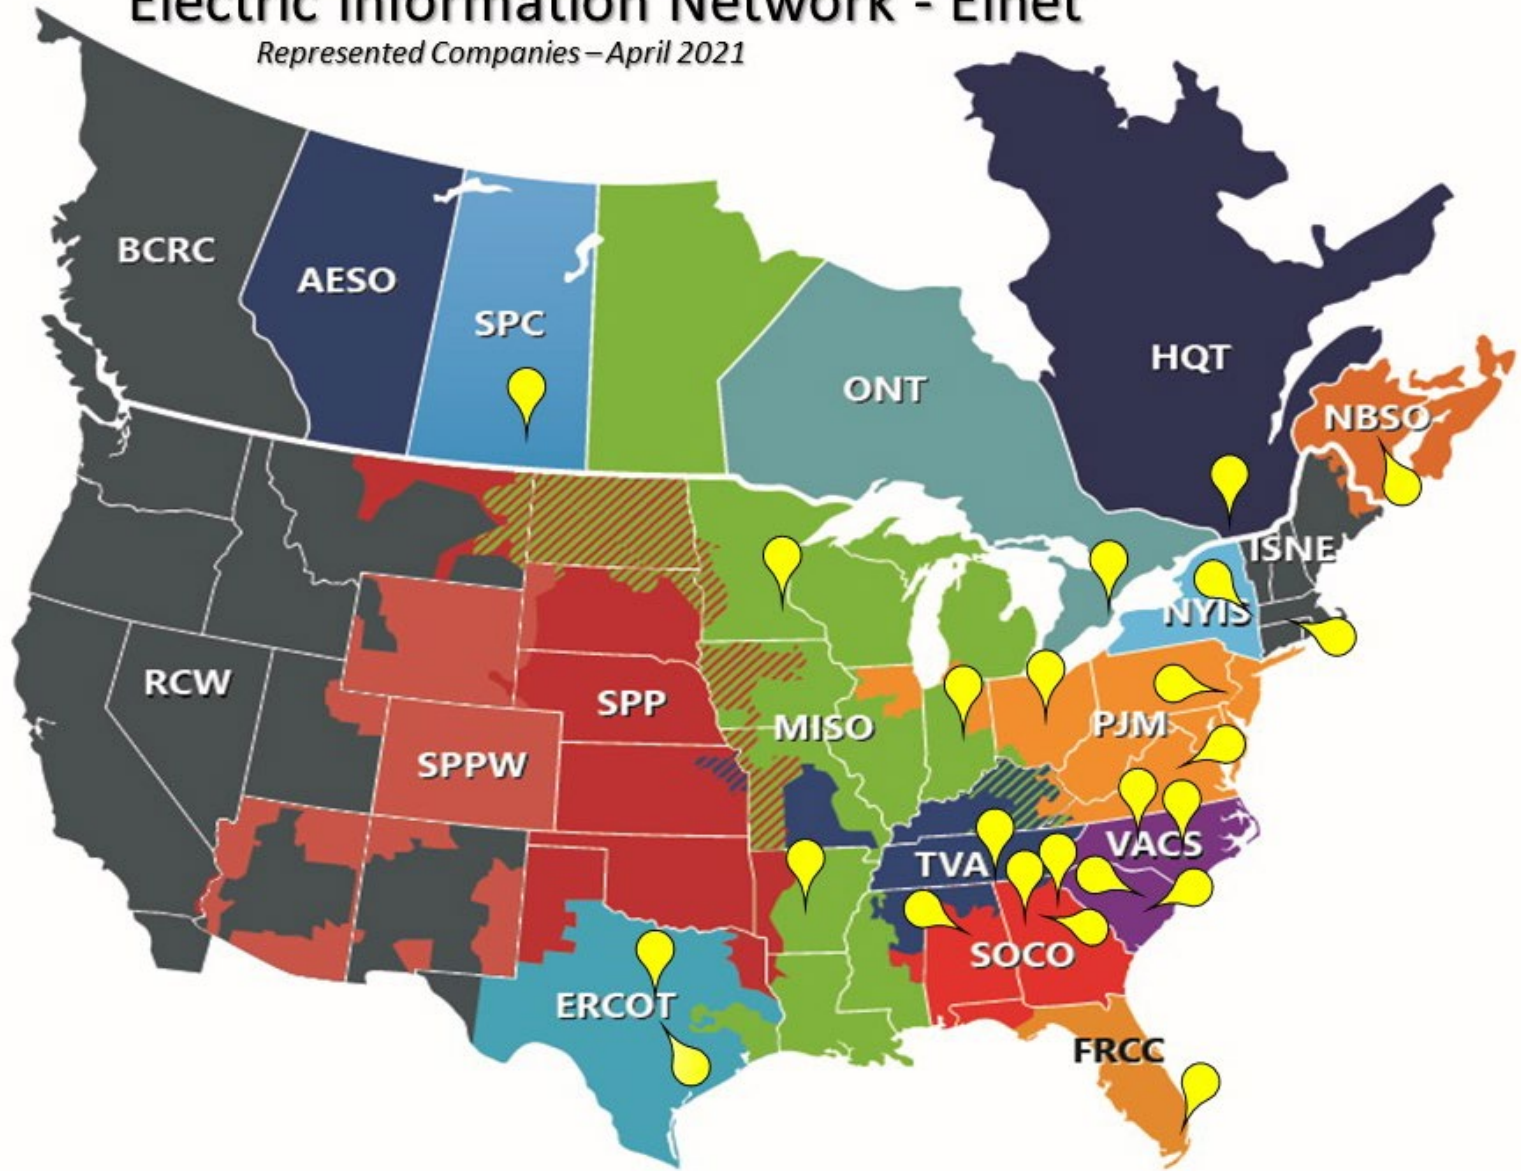 Electric Information Network - EInet
Represented Companies – April 2021
BCRC
AESO
SPC
ONT
HQT
NBSO
ISNE
NYIS
RCW
SPP
MISO
PJM
SPPW
VACS
TVA
SOCO
ERCOT
FRCC